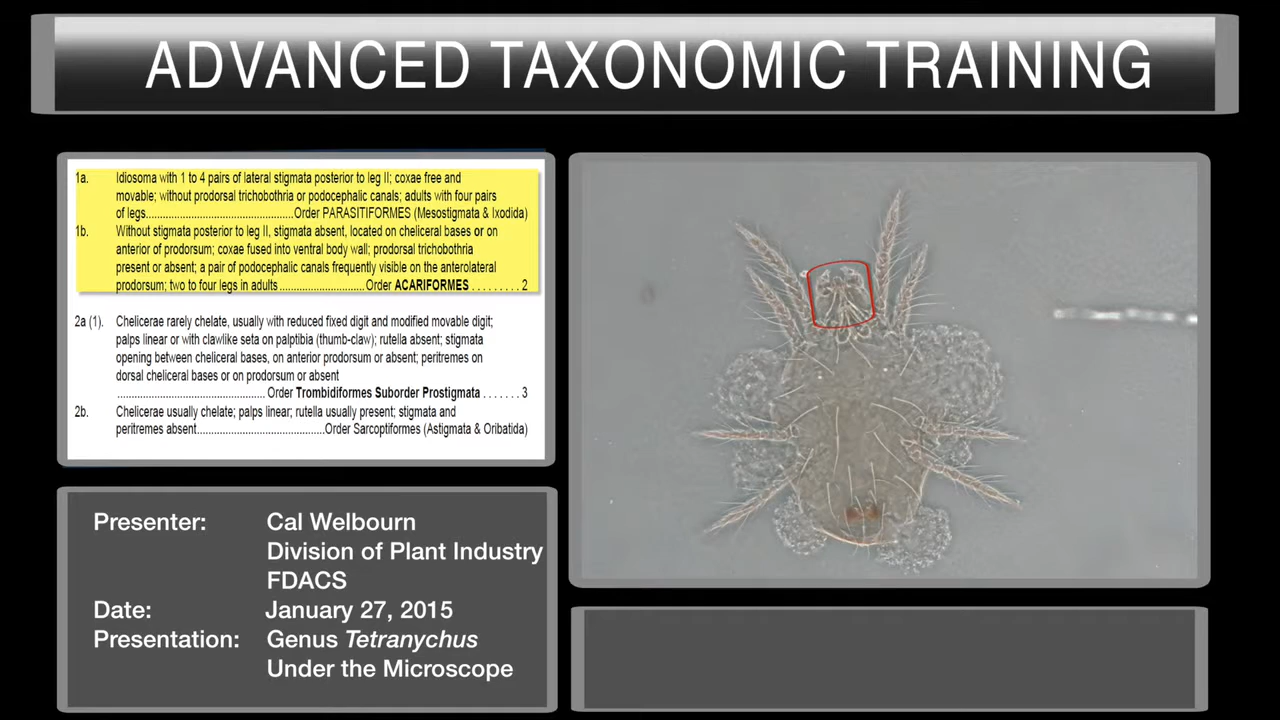 ADVANCED TAXONOMIC TRAINING
1a. Idiosoma with 1 to 4 pairs of lateral stigmata posterior to leg II; coxae free and
movable; without prodorsal trichobothria or podocephalic canals; adults with four pairs
of legs..................................................Order PARASITIFORMES (Mesostigmata & Ixodida)
1b. Without stigmata posterior to leg II, stigmata absent, located on cheliceral bases or on
anterior of prodorsum; coxae fused into ventral body wall; prodorsal trichobothria
present or absent; a pair of podocephalic canals frequently visible on the anterolateral
prodorsum; two to four legs in adults ............................Order ACARIFORMES . . . . . . . . . 2
2a (1). Chelicerae rarely chelate, usually with reduced fixed digit and modified movable digit;
palps linear or with clawlike seta on palptibia (thumb-claw); rutella absent; stigmata
opening between cheliceral bases, on anterior prodorsum or absent; peritremes on
dorsal cheliceral bases or on prodorsum or absent
.................................................. Order Trombidiformes Suborder Prostigmata . . . . . . . 3
2b. Chelicerae usually chelate; palps linear; rutella usually present; stigmata and
peritremes absent...........................................Order Sarcoptiformes (Astigmata & Oribatida)
Presenter: Cal Welbourn
Division of Plant Industry
FDACS
Date: January 27, 2015
Presentation: Genus Tetranychus
Under the Microscope